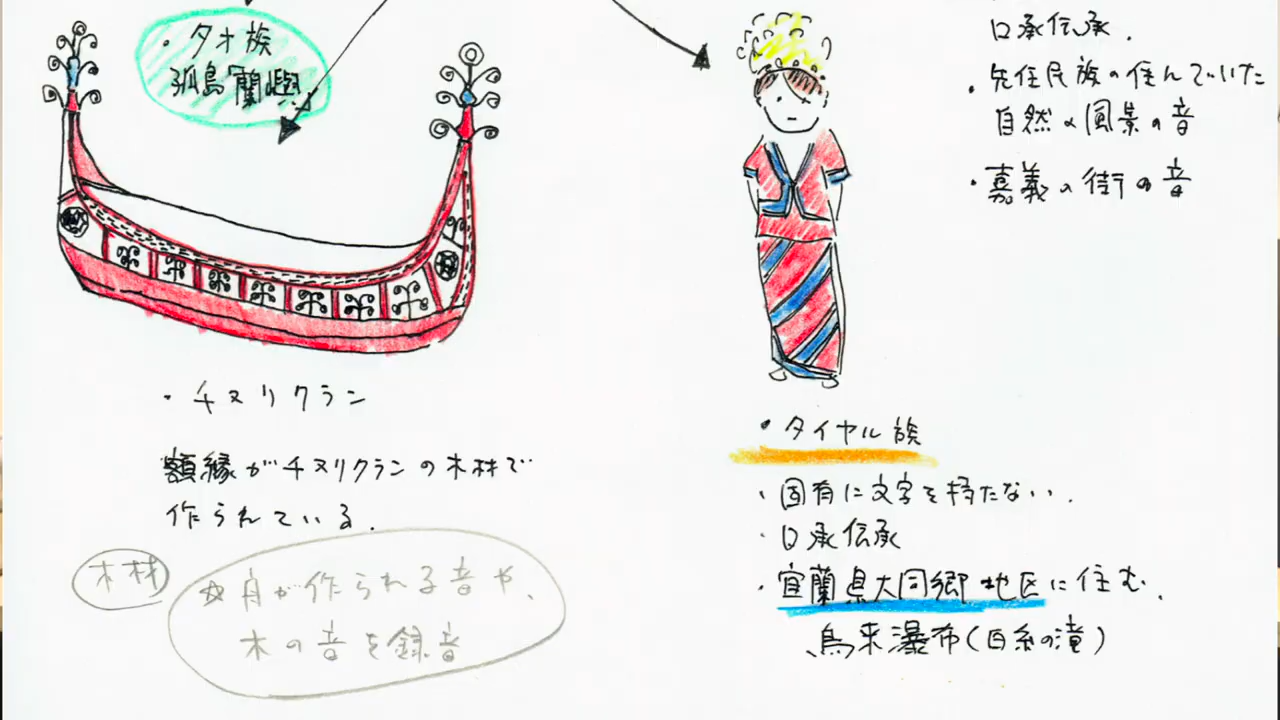 ・タオ族
孤島蘭嶼
・チヌリクラン
額縁がチヌリクランの木材で
作られている.
木材
☆舟が作られる音や、
木の音を録音
・タイヤル族
・固有に文字を持たない.
・口承伝承
・宜蘭県大同郷地区に住む.
烏来瀑布(白糸の滝)
口承伝承.
・先住民族の住んでいた
自然や風景の音
・嘉義の街の音